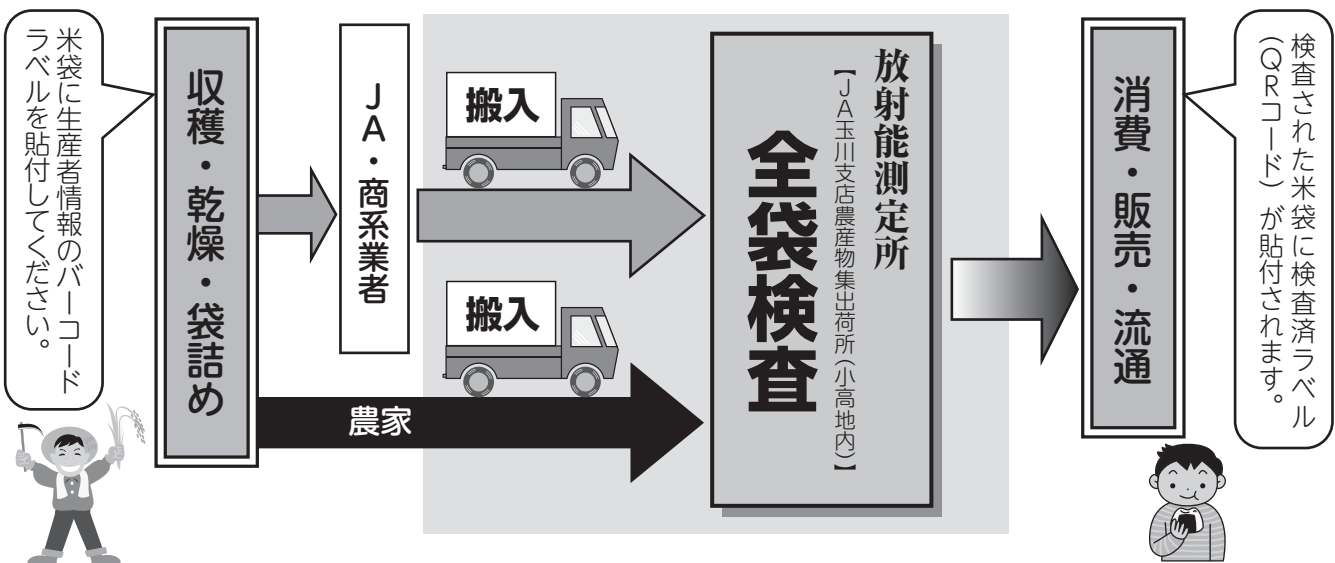 米袋に生産者情報のバーコード
ラベルを貼付してください。
収穫・乾燥・袋詰め
JA・商系業者
搬入
搬入
農家
放射能測定所
【JA玉川支店農産物集出荷所(小高地内)】
全袋検査
消費・販売・流通
検査された米袋に検査済ラベル
(QRコード)が貼付されます。